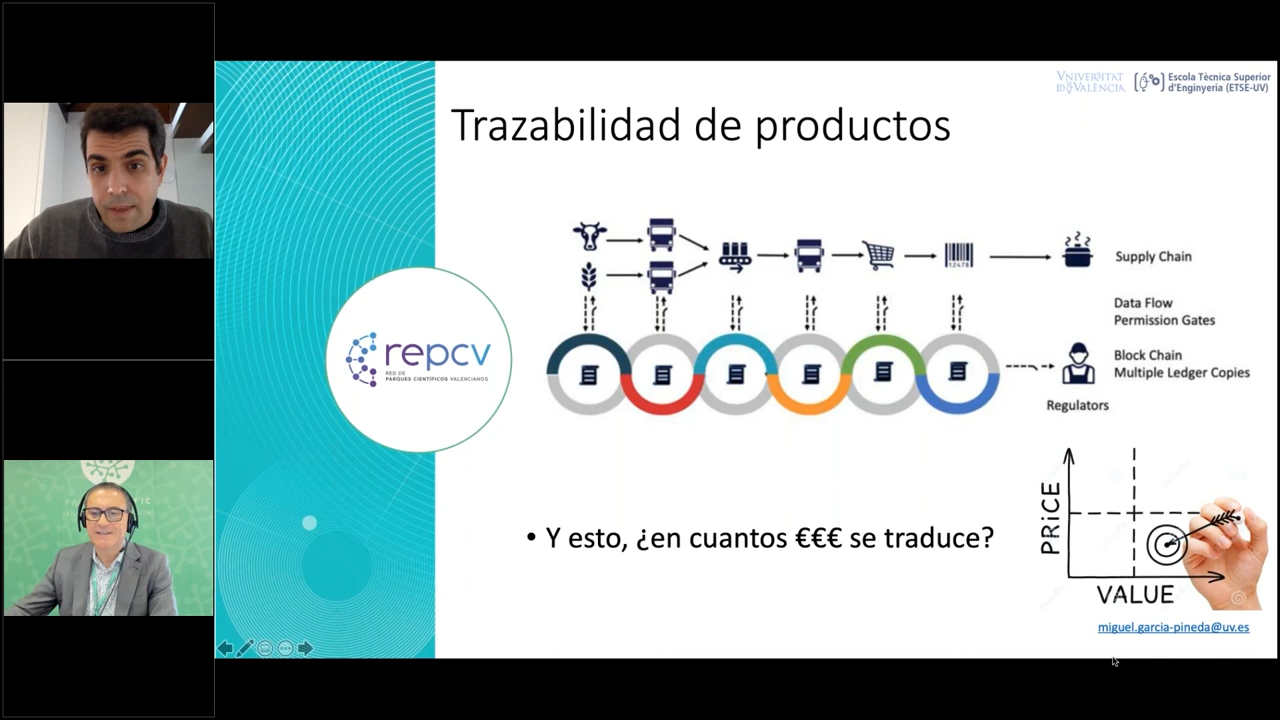 VNIVERSITAT
D VALÈNCIA
Escola Tècnica Superior
d'Enginyeria (ETSE-UV)
Trazabilidad de productos
Supply Chain
12478
Data Flow
Permission Gates
Block Chain
Multiple Ledger Copies
Regulators
repcv
RED DE
PARQUES CIENTÍFICOS VALENCIANOS
• Y esto, ¿en cuantos €€€ se traduce?
PRiCE
VALUE
miguel.garcia-pineda@uv.es